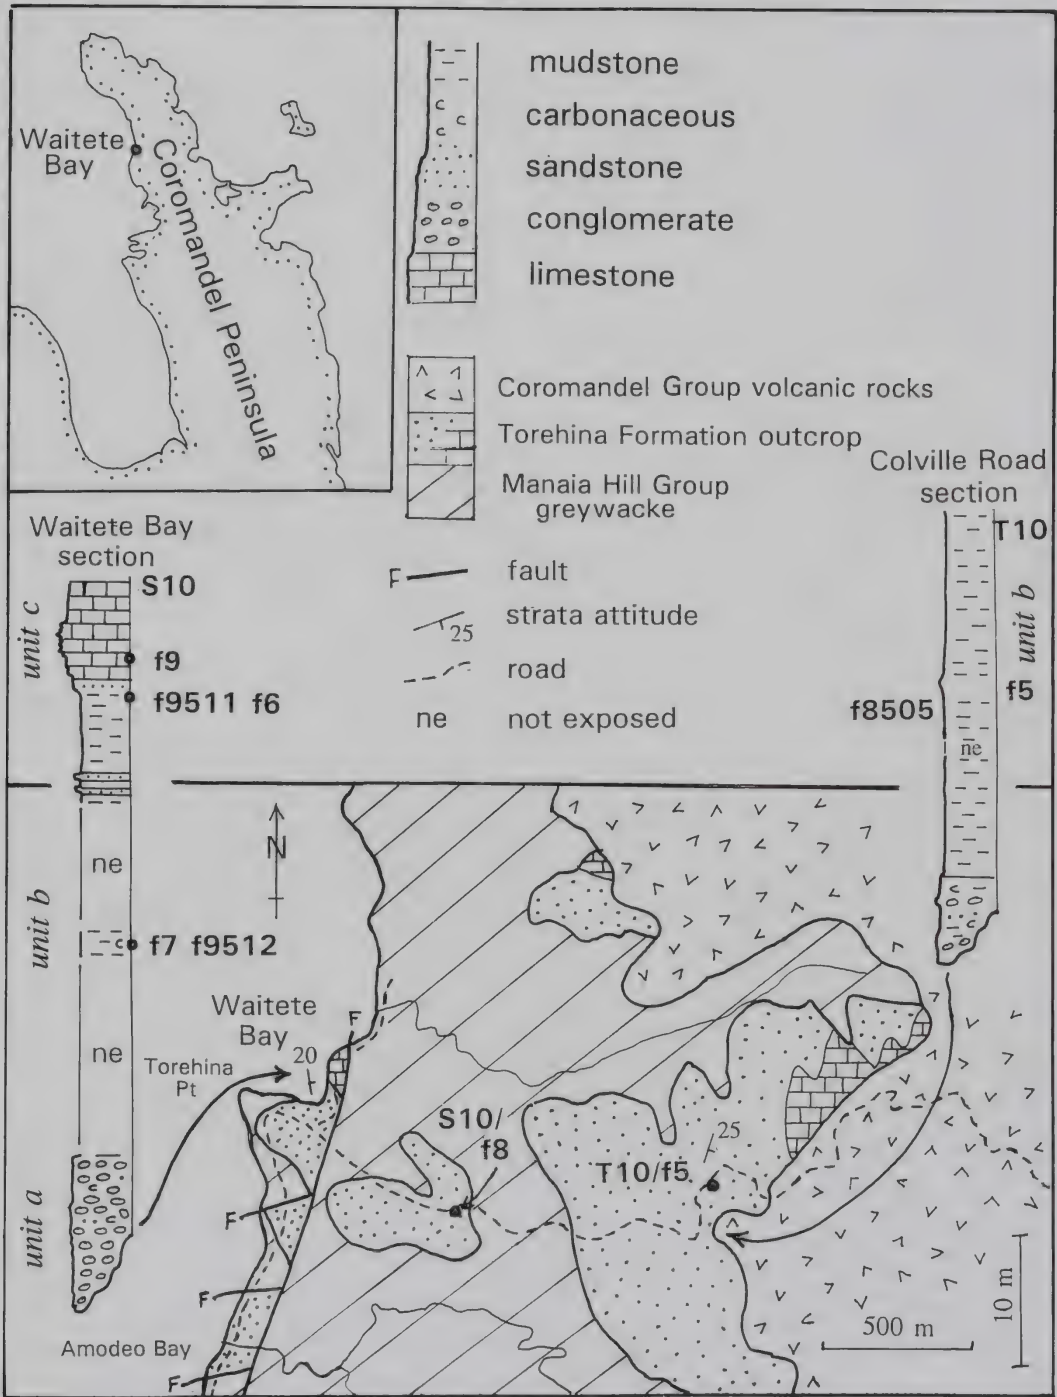 Waitete
Bay
Coromandel Peninsula
mudstone
carbonaceous
sandstone
conglomerate
limestone
Coromandel Group volcanic rocks
Torehina Formation outcrop
Manaia Hill Group
greywacke
F
fault
25
strata attitude
road
ne
not exposed
Waitete Bay
section
S10
unit c
f9
f9511 f6
ne
unit b
f7 f9512
ne
unit a
Colville Road
section
T10
unit b
f5
f8505
ne
N
Waitete
Bay
F
20
Torehina
Pt
S10/
f8
25
T10/f5
F
F
Amodeo Bay
F
500 m
10 m